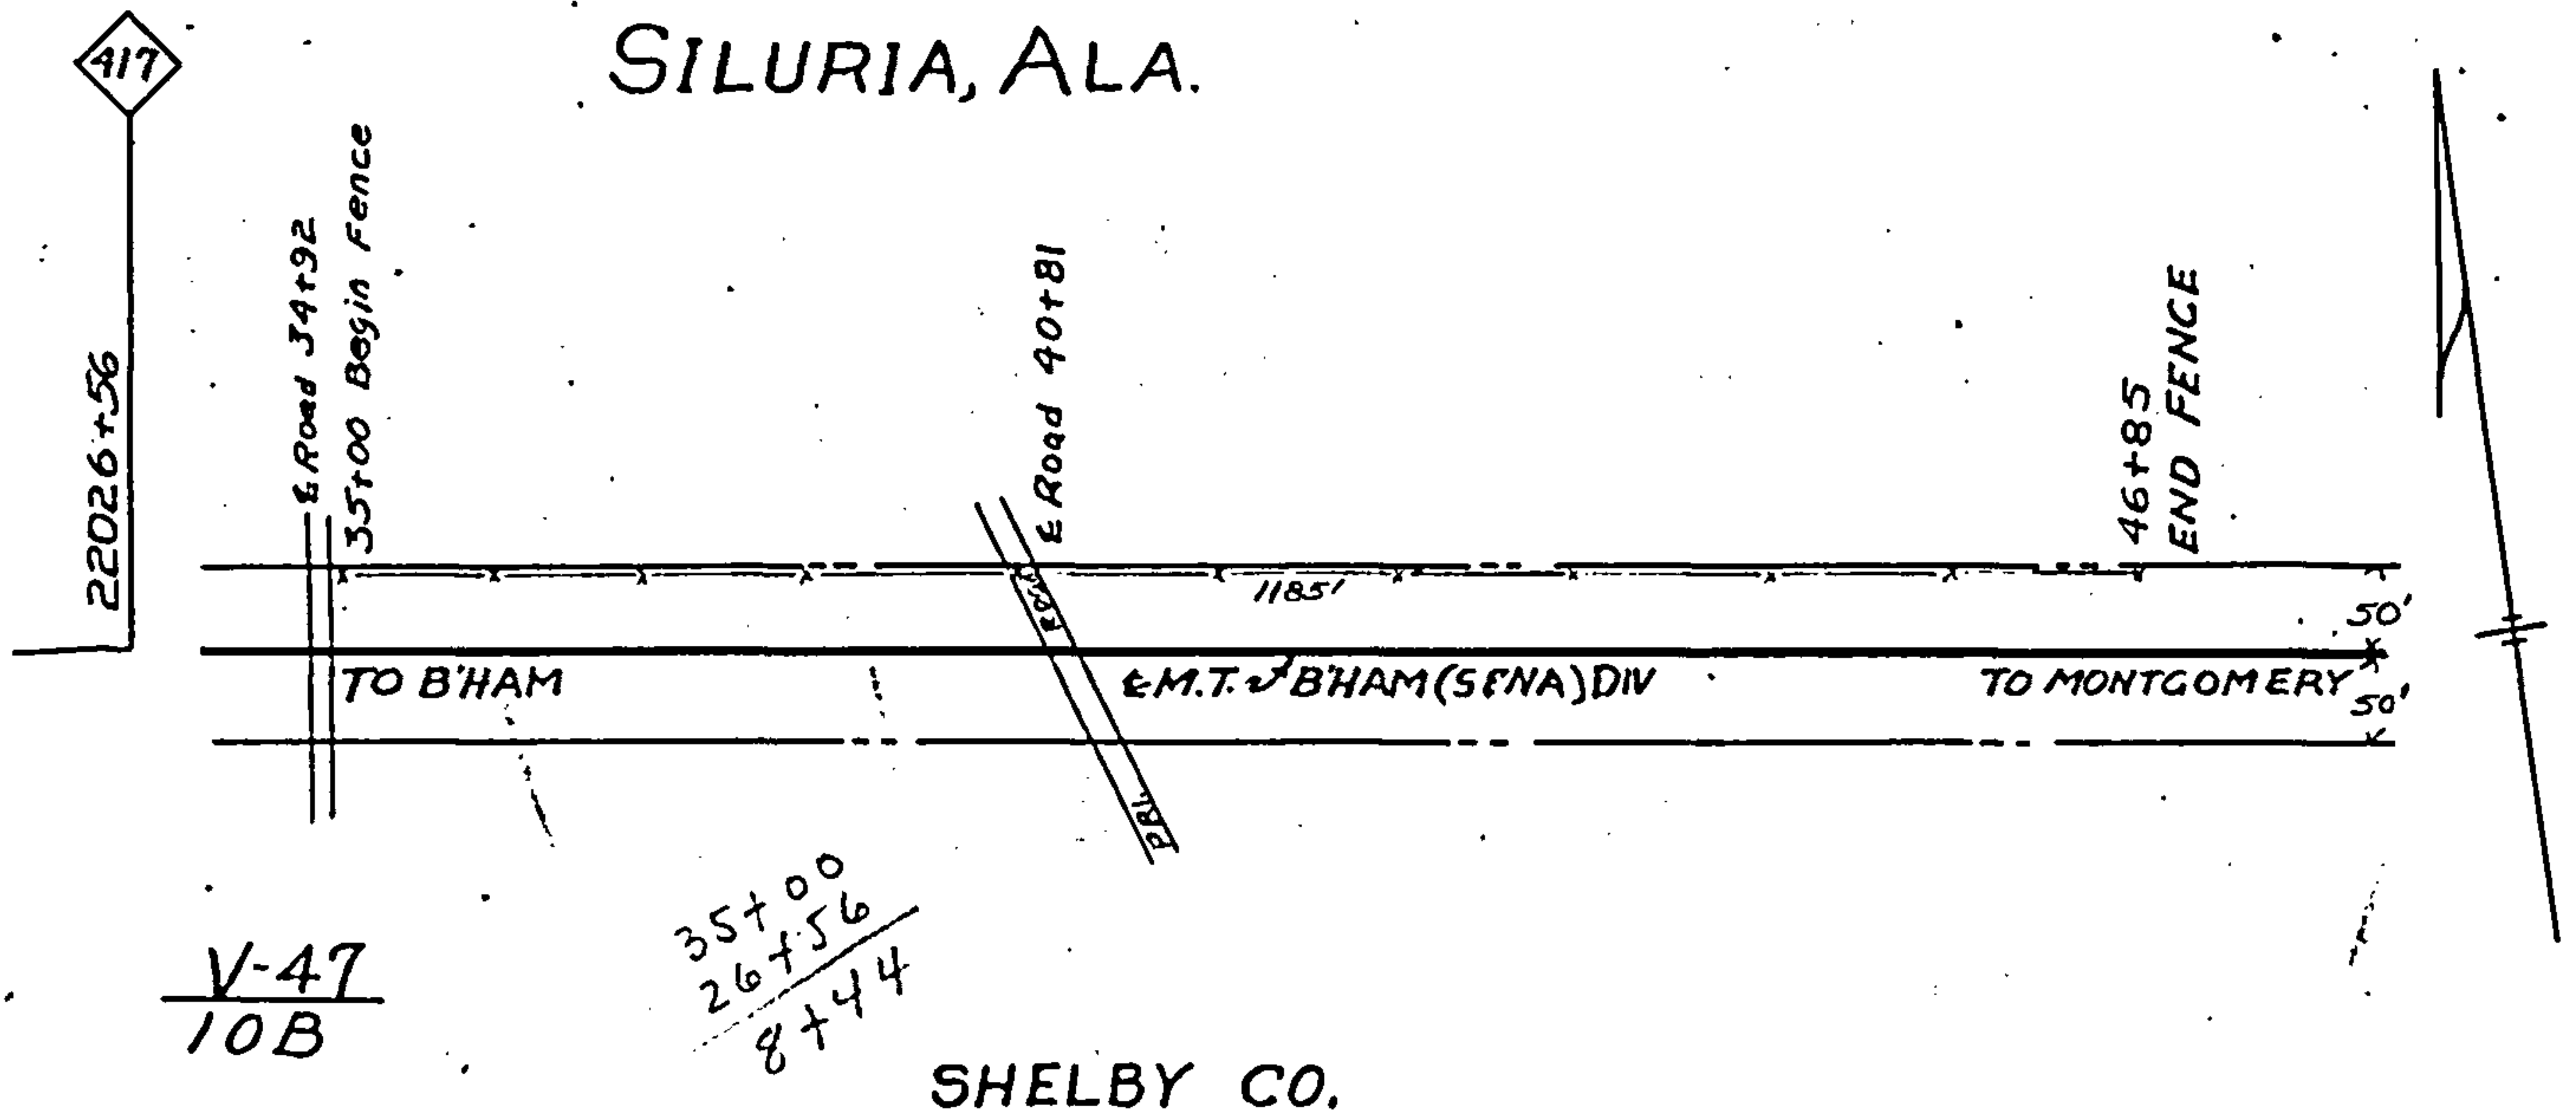 417
SILURIA, ALA.
22026+56
℄ Road 34+92
35+00 Begin Fence
℄ Road 40+81
46+85
END FENCE
1185'
50'
TO B'HAM
℄ M.T. B'HAM (S&NA) DIV
TO MONTGOMERY
50'
35+00
26+56
8+44
V-47
10B
SHELBY CO.